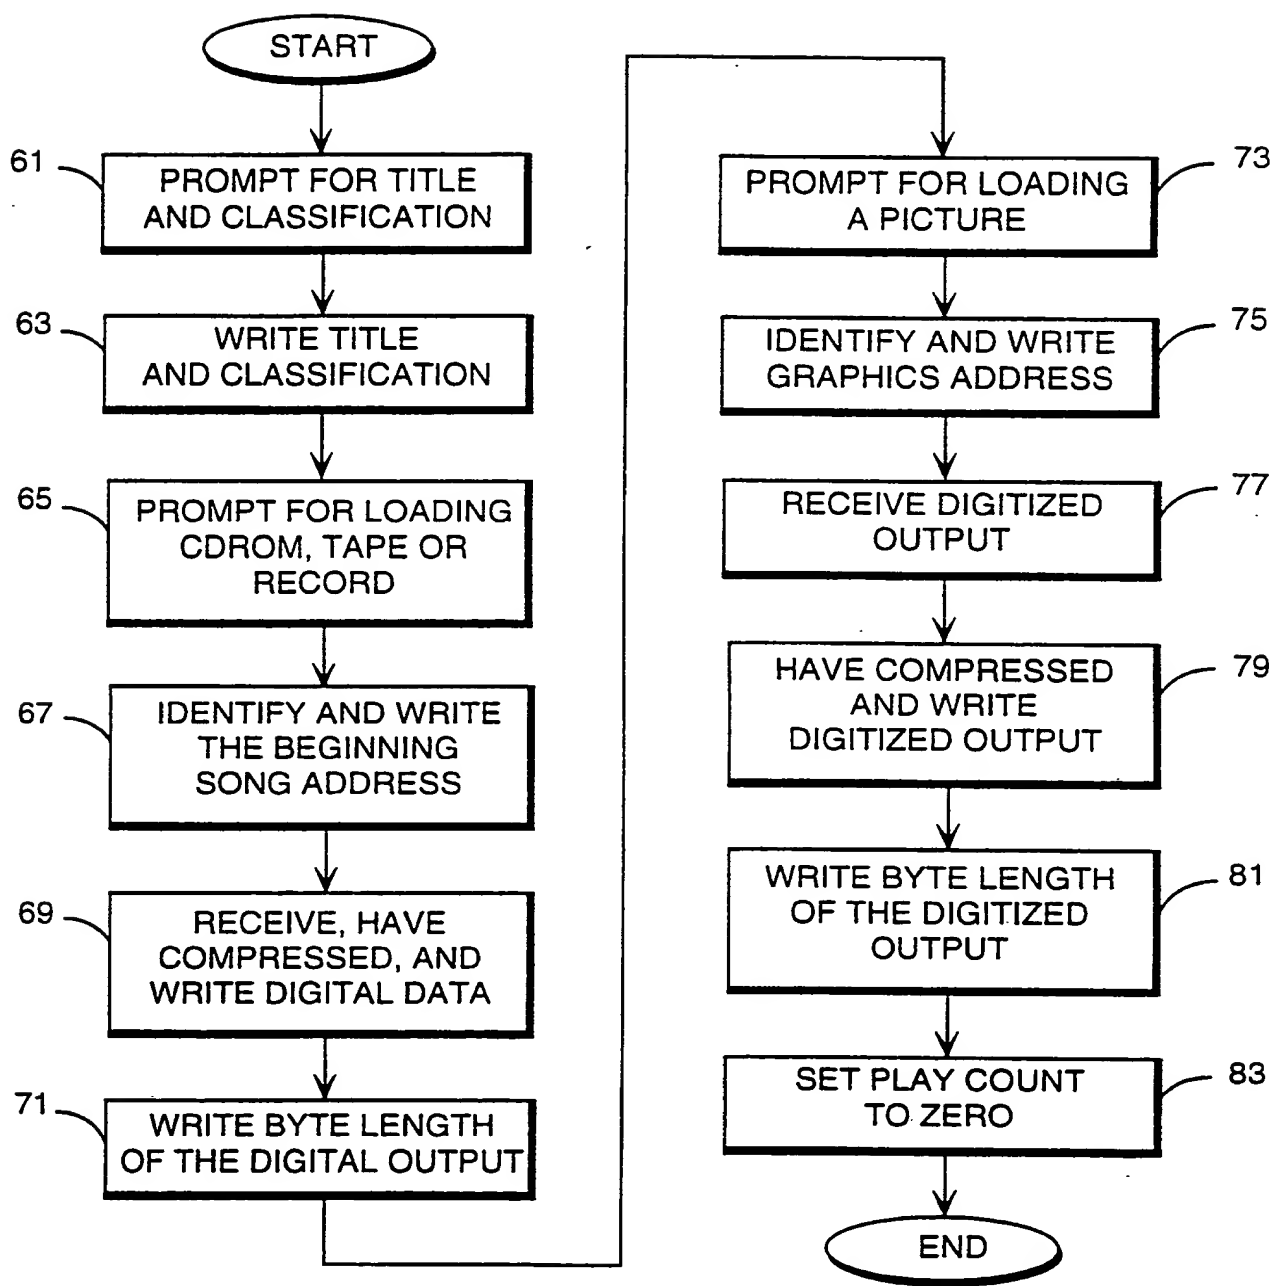 START
61
PROMPT FOR TITLE
AND CLASSIFICATION
63
WRITE TITLE
AND CLASSIFICATION
65
PROMPT FOR LOADING
CDROM, TAPE OR
RECORD
67
IDENTIFY AND WRITE
THE BEGINNING
SONG ADDRESS
69
RECEIVE, HAVE
COMPRESSED, AND
WRITE DIGITAL DATA
71
WRITE BYTE LENGTH
OF THE DIGITAL OUTPUT
73
PROMPT FOR LOADING
A PICTURE
75
IDENTIFY AND WRITE
GRAPHICS ADDRESS
77
RECEIVE DIGITIZED
OUTPUT
79
HAVE COMPRESSED
AND WRITE
DIGITIZED OUTPUT
81
WRITE BYTE LENGTH
OF THE DIGITIZED
OUTPUT
83
SET PLAY COUNT
TO ZERO
END